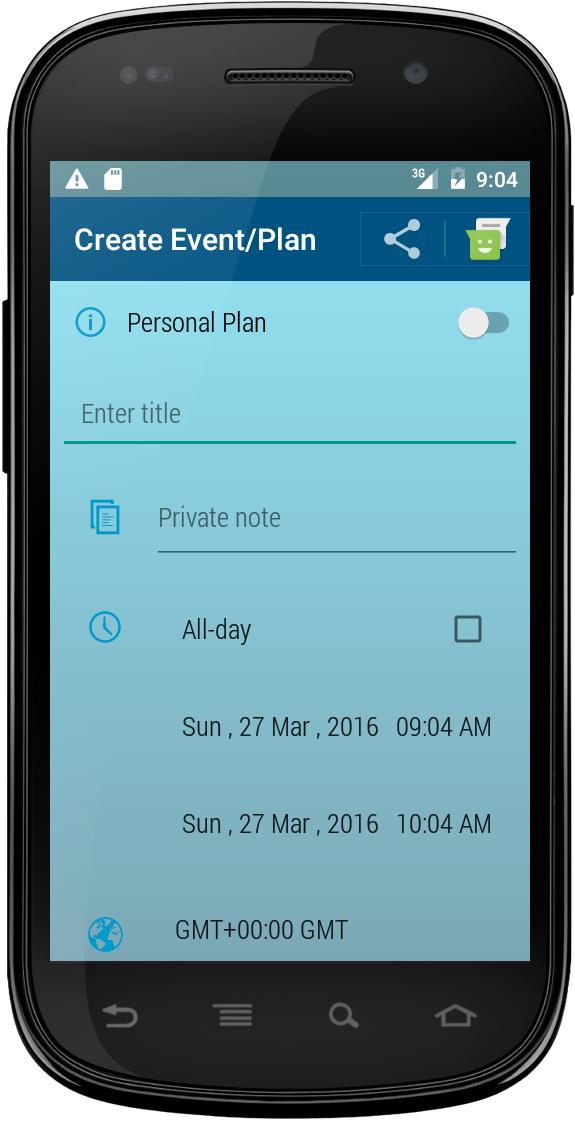 3G 9:04
Create Event/Plan
Personal Plan
Enter title
Private note
All-day
Sun , 27 Mar , 2016 09:04 AM
Sun , 27 Mar , 2016 10:04 AM
GMT+00:00 GMT